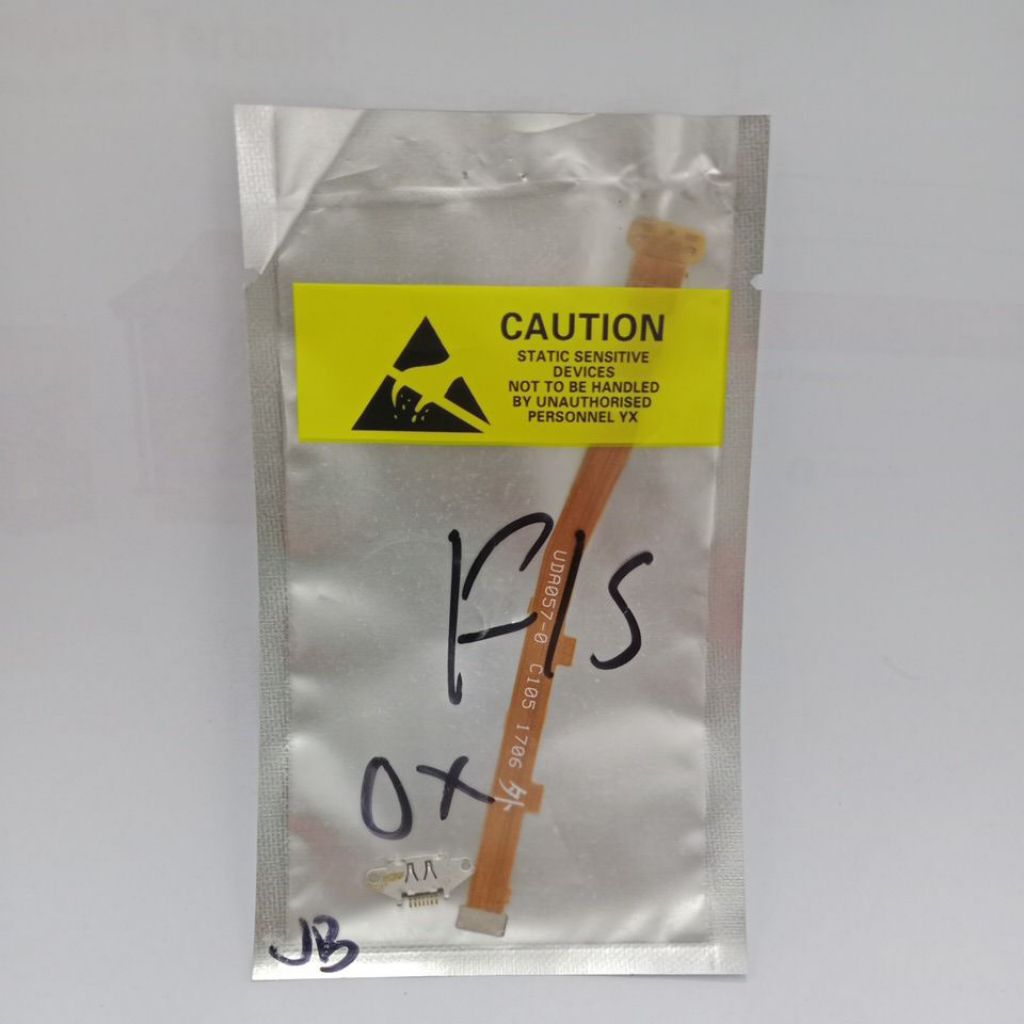 CAUTION
STATIC SENSITIVE
DEVICES
NOT TO BE HANDLED
BY UNAUTHORISED
PERSONNEL YX
F1S
UDA057-0 C105 1706
OX
JB